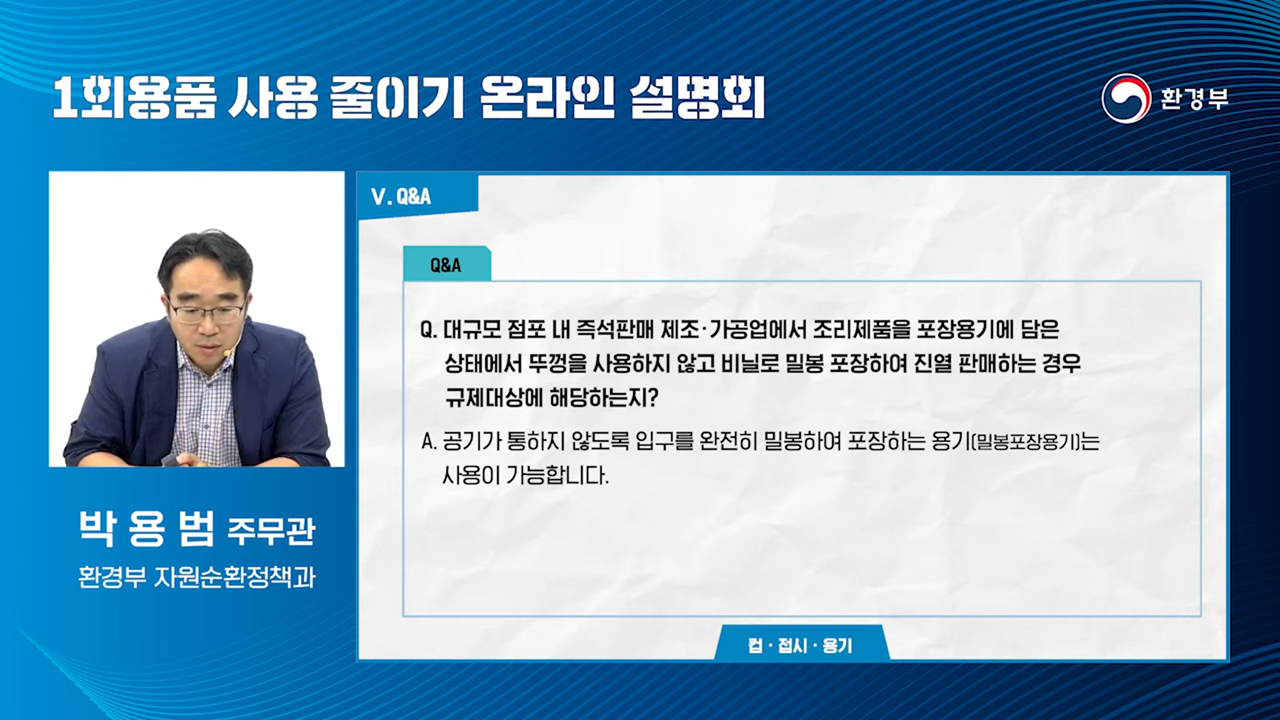 1회용품 사용 줄이기 온라인 설명회
환경부
V. Q&A
Q&A
Q. 대규모 점포 내 즉석판매 제조·가공업에서 조리제품을 포장용기에 담은
상태에서 뚜껑을 사용하지 않고 비닐로 밀봉 포장하여 진열 판매하는 경우
규제대상에 해당하는지?
A. 공기가 통하지 않도록 입구를 완전히 밀봉하여 포장하는 용기(밀봉포장용기)는
사용이 가능합니다.
박용범 주무관
환경부 자원순환정책과
컵 · 접시 · 용기